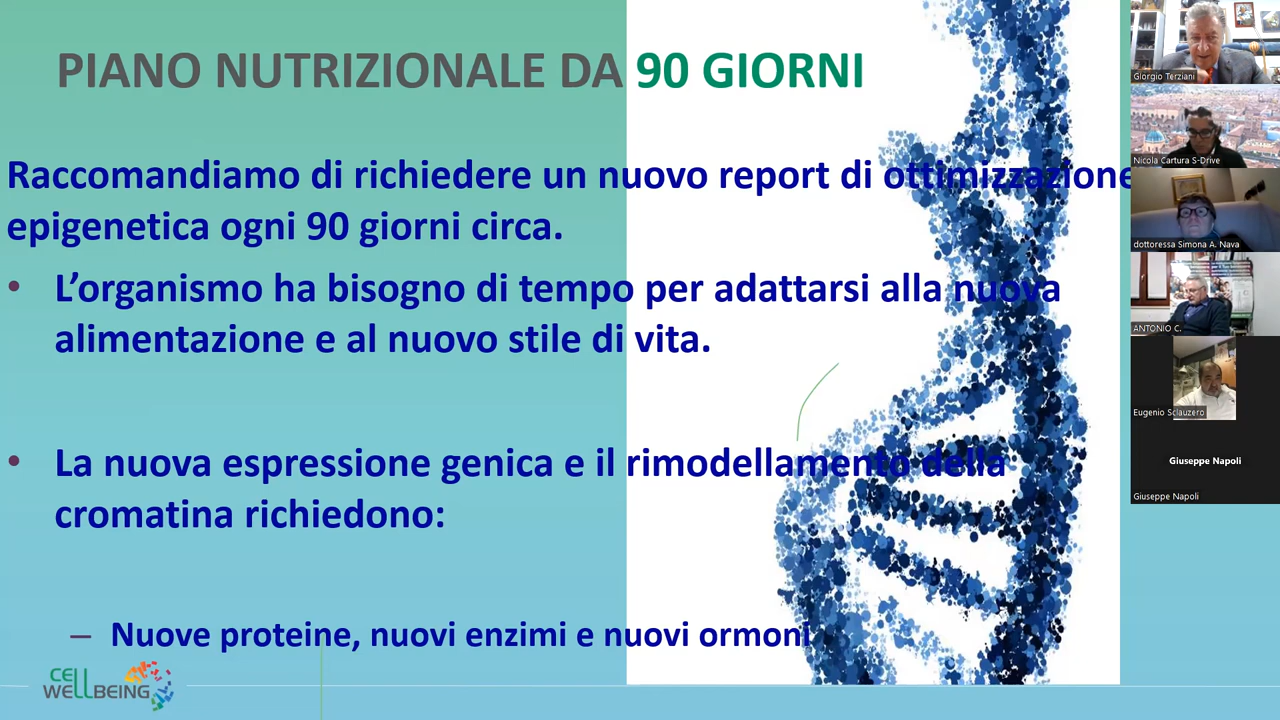 PIANO NUTRIZIONALE DA 90 GIORNI
Raccomandiamo di richiedere un nuovo report di ottimizzazione
epigenetica ogni 90 giorni circa.
• L’organismo ha bisogno di tempo per adattarsi alla nuova
alimentazione e al nuovo stile di vita.
• La nuova espressione genica e il rimodellamento della
cromatina richiedono:
– Nuove proteine, nuovi enzimi e nuovi ormoni
CELL
WELLBEING
Giorgio Terziani
Nicola Cartura S-Drive
dottoressa Simona A. Nava
ANTONIO C.
Eugenio Sclauzero
Giuseppe Napoli
Giuseppe Napoli